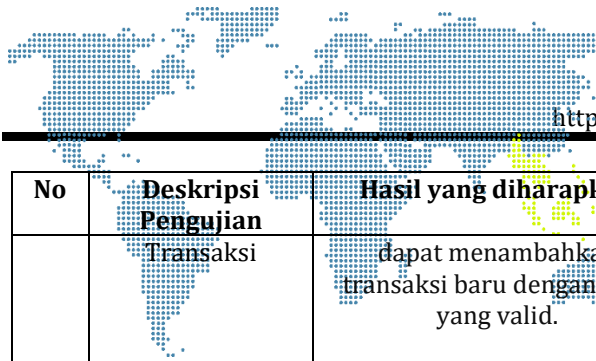 http
No Deskripsi Hasil yang diharapk
Pengujian
Transaksi dapat menambahka
transaksi baru dengan
yang valid.